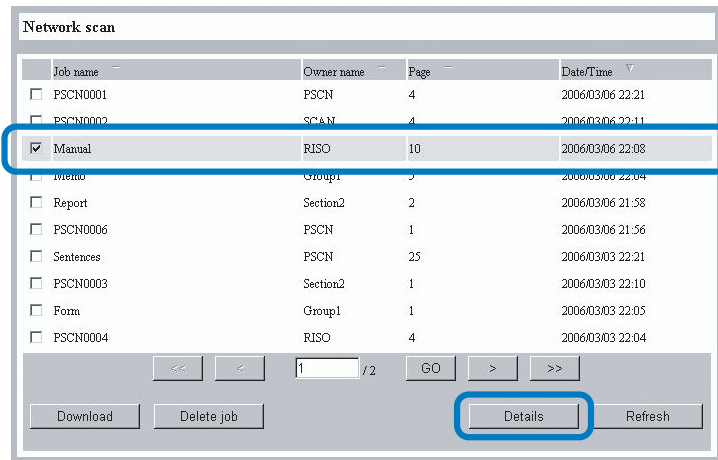 Network scan
Job name Owner name Page Date/Time
PSCN0001 PSCN 4 2006/03/06 22:21
PSCN0002 SCAN 4 2006/03/06 22:11
Manual RISO 10 2006/03/06 22:08
Memo Group1 5 2006/03/06 22:04
Report Section2 2 2006/03/06 21:58
PSCN0006 PSCN 1 2006/03/06 21:56
Sentences PSCN 25 2006/03/03 22:21
PSCN0003 Section2 1 2006/03/03 22:10
Form Group1 1 2006/03/03 22:05
PSCN0004 RISO 4 2006/03/03 22:04
<< < 1 / 2 GO > >>
Download Delete job Details Refresh